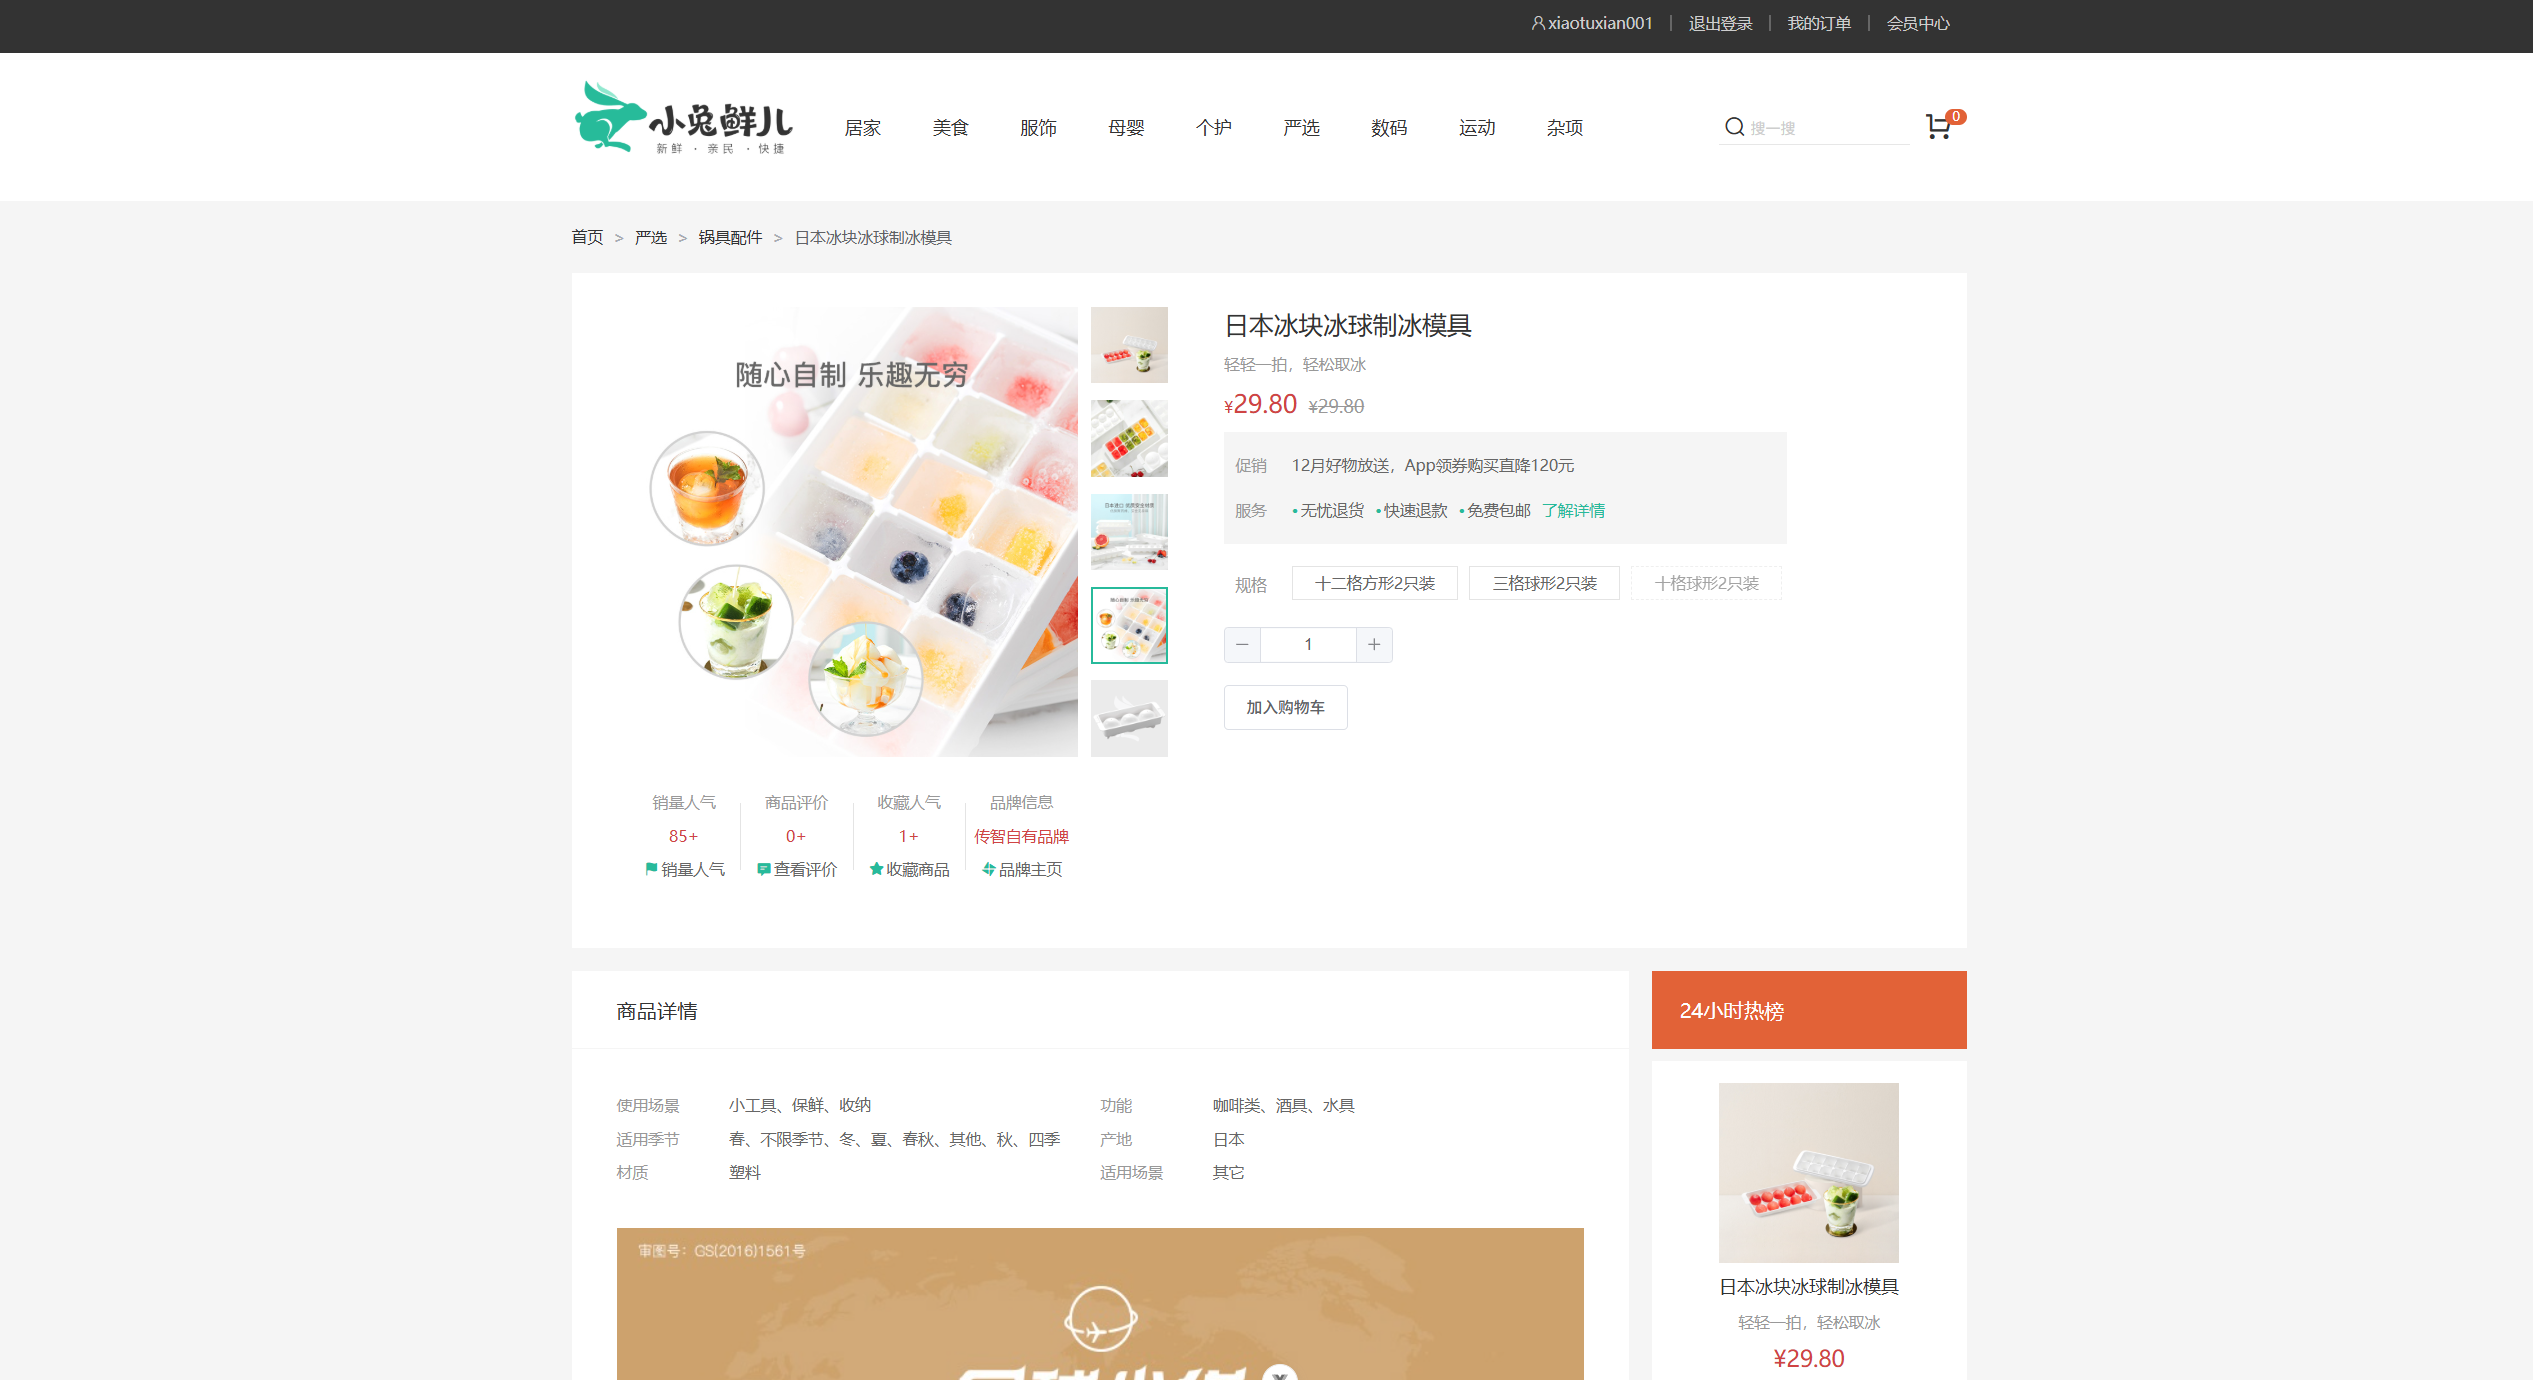 xiaotuxian001 退出登录 我的订单 会员中心
小兔鲜儿
新鲜 · 亲民 · 快捷
居家 美食 服饰 母婴 个护 严选 数码 运动 杂项
搜一搜
0
首页 > 严选 > 锅具配件 > 日本冰块冰球制冰模具
随心自制 乐趣无穷
日本冰块冰球制冰模具
轻轻一拍，轻松取冰
¥29.80 ¥29.80
促销 12月好物放送，App领券购买直降120元
服务 •无忧退货 •快速退款 •免费包邮 了解详情
规格 十二格方形2只装 三格球形2只装 十格球形2只装
1
加入购物车
销量人气 商品评价 收藏人气 品牌信息
85+ 0+ 1+ 传智自有品牌
销量人气 查看评价 收藏商品 品牌主页
商品详情
使用场景 小工具、保鲜、收纳 功能 咖啡类、酒具、水具
适用季节 春、不限季节、冬、夏、春秋、其他、秋、四季 产地 日本
材质 塑料 适用场景 其它
审图号：GS(2016)1561号
24小时热榜
日本冰块冰球制冰模具
轻轻一拍，轻松取冰
¥29.80